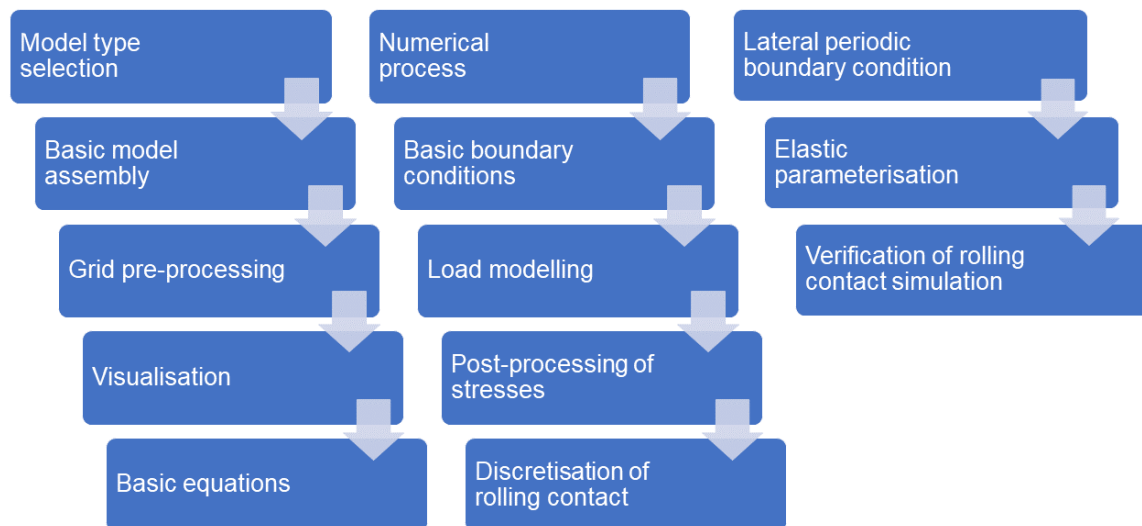 Model type
selection
Basic model
assembly
Grid pre-processing
Visualisation
Basic equations
Numerical
process
Basic boundary
conditions
Load modelling
Post-processing of
stresses
Discretisation of
rolling contact
Lateral periodic
boundary condition
Elastic
parameterisation
Verification of rolling
contact simulation